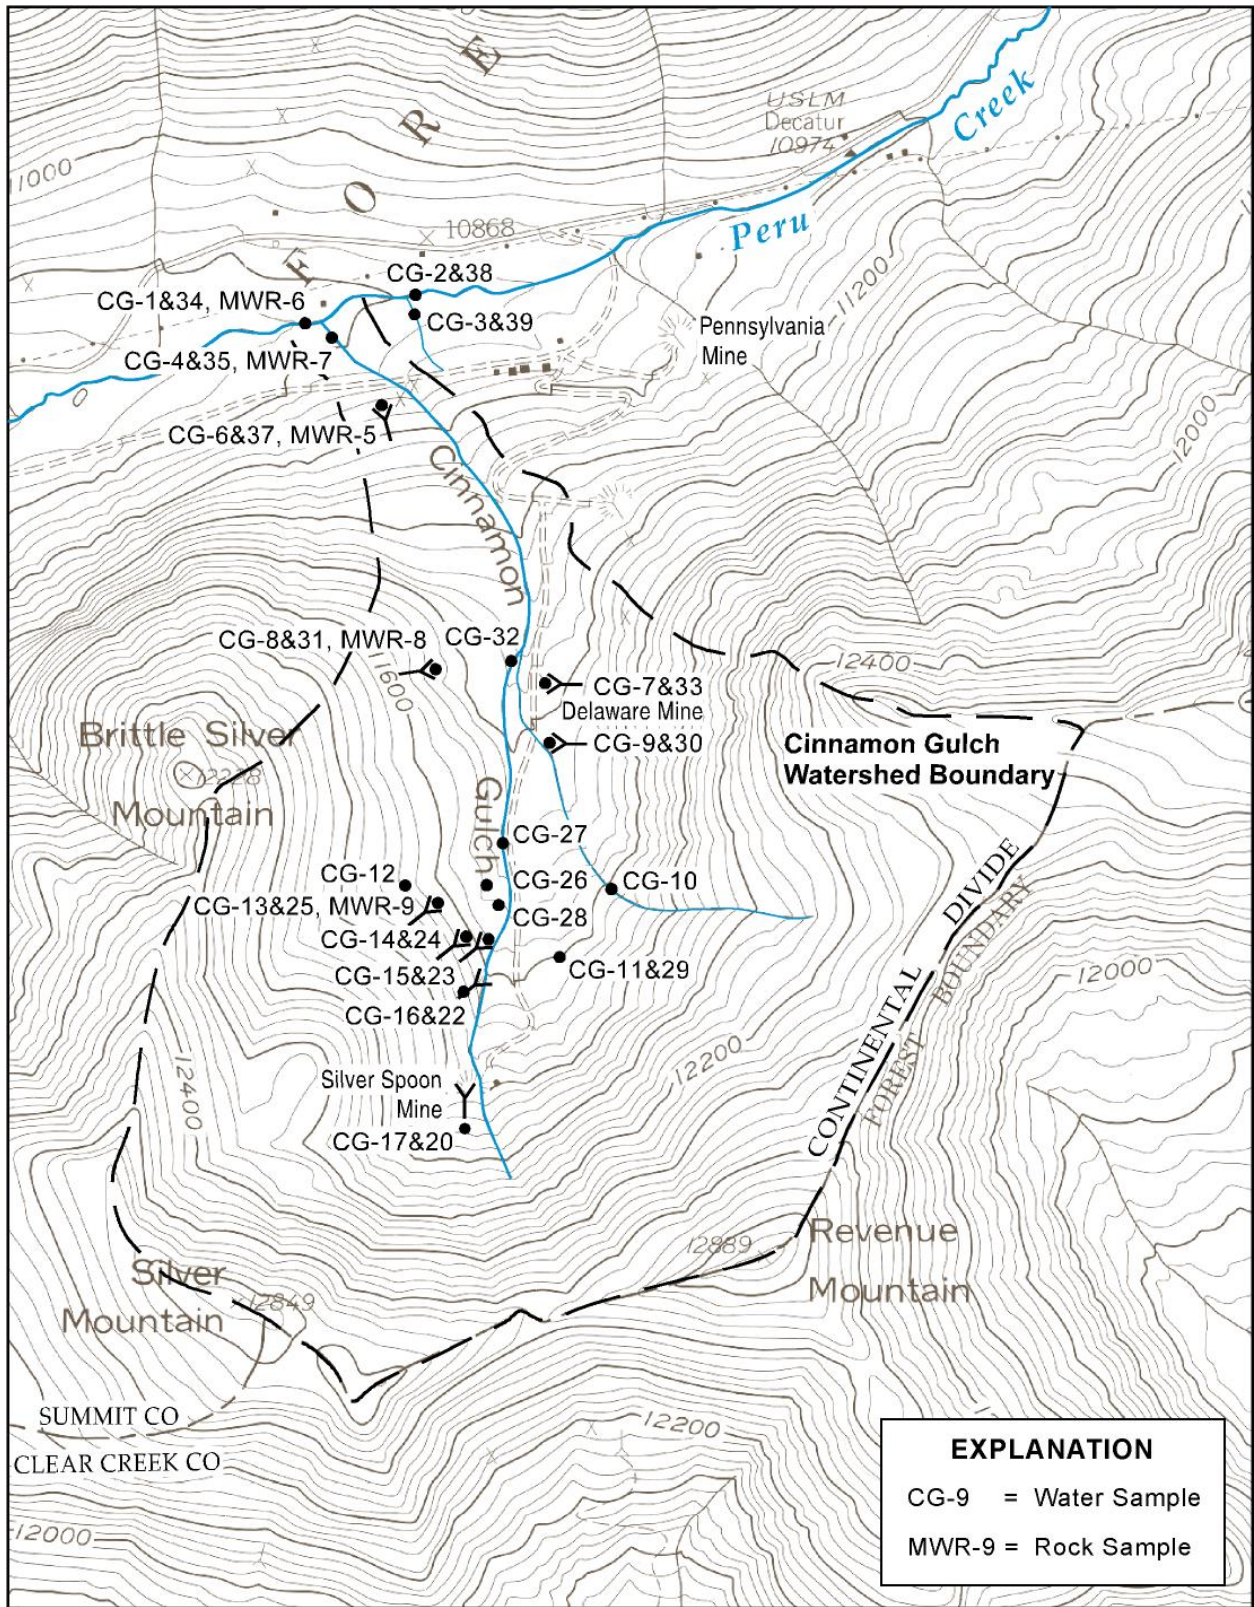 FORE
USLM
Decatur
10974
Creek
11000
10868
Peru
11200
CG-2&38
CG-1&34, MWR-6
CG-3&39
Pennsylvania
Mine
CG-4&35, MWR-7
0
12000
CG-6&37, MWR-5
Cinnamon
CG-8&31, MWR-8
CG-32
12400
11600
CG-7&33
Delaware Mine
Brittle Silver
Mountain
12228
CG-9&30
Cinnamon Gulch
Watershed Boundary
Gulch
CG-27
CG-12
CG-26
CG-10
CG-13&25, MWR-9
CG-28
CG-14&24
CG-11&29
CG-15&23
CG-16&22
CONTINENTAL DIVIDE
FOREST BOUNDARY
12000
12200
12400
Silver Spoon
Mine
CG-17&20
Revenue
Mountain
12889
Silver
Mountain
12849
SUMMIT CO
CLEAR CREEK CO
12200
12000
EXPLANATION
CG-9 = Water Sample
MWR-9 = Rock Sample